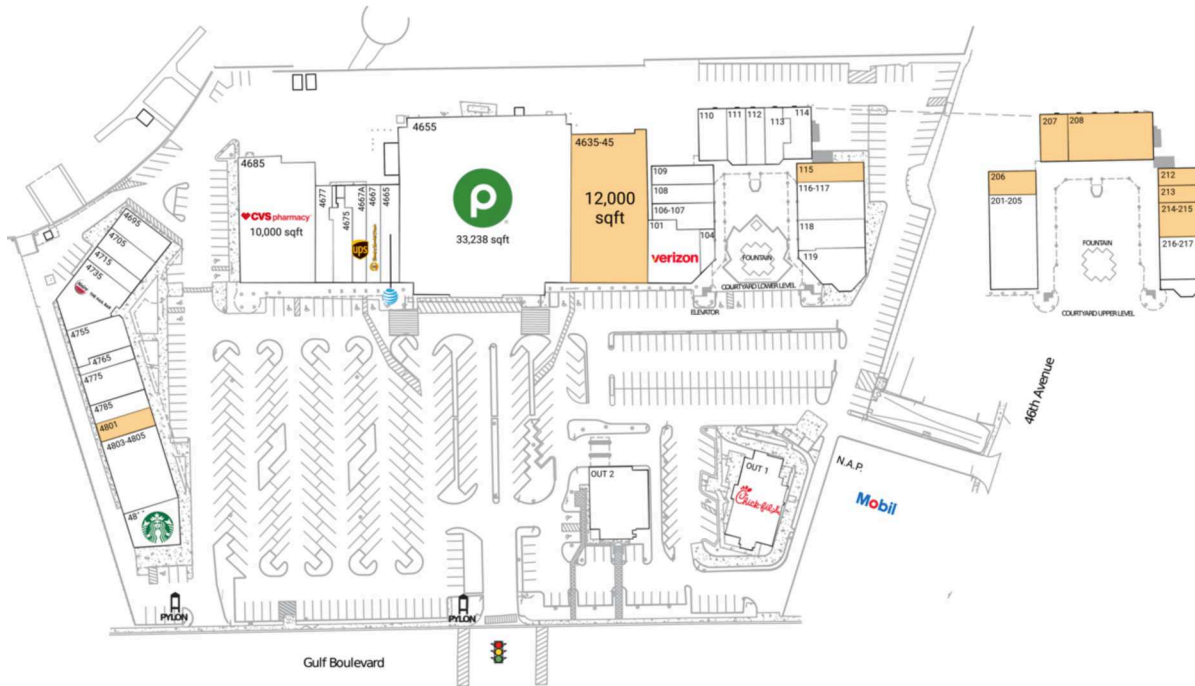 4685
CVS pharmacy
10,000 sqft
4677
4675
4667A
4667
4665
ups
4655
33,238 sqft
4635-45
12,000
sqft
109
108
106-107
101
104
verizon
110
111
112
113
114
115
116-117
118
119
FOUNTAIN
COURTYARD LOWER LEVEL
ELEVATOR
207
208
206
201-205
212
213
214-215
216-217
FOUNTAIN
COURTYARD UPPER LEVEL
4695
4705
4715
4735
4755
4765
4775
4785
4801
4803-4805
48
OUT 2
OUT 1
Chick-fil-A
N.A.P.
Mobil
46th Avenue
PYLON
PYLON
Gulf Boulevard